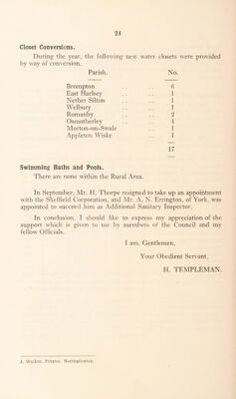 24
Closet Conversions.
During the year, the following new water closets were provided
by way of conversion.
Parish. No.
Brompton .. .. 6
East Harlsey .. .. 1
Nether Silton .. .. 1
Welbury .. .. 1
Romanby .. .. 2
Osmotherley .. .. 4
Morton-on-Swale .. .. 1
Appleton Wiske .. .. 1
17
Swimming Baths and Pools.
There are none within the Rural Area.
In September, Mr. H. Thorpe resigned to take up an appointment
with the Sheffield Corporation, and Mr. A. N. Errington, of York, was
appointed to succeed him as Additional Sanitary Inspector.
In conclusion, I should like to express my appreciation of the
support which is given to me by members of the Council and my
fellow Officials.
I am, Gentlemen,
Your Obedient Servant,
H. TEMPLEMAN.
J. Walker, Printer, Northallerton.